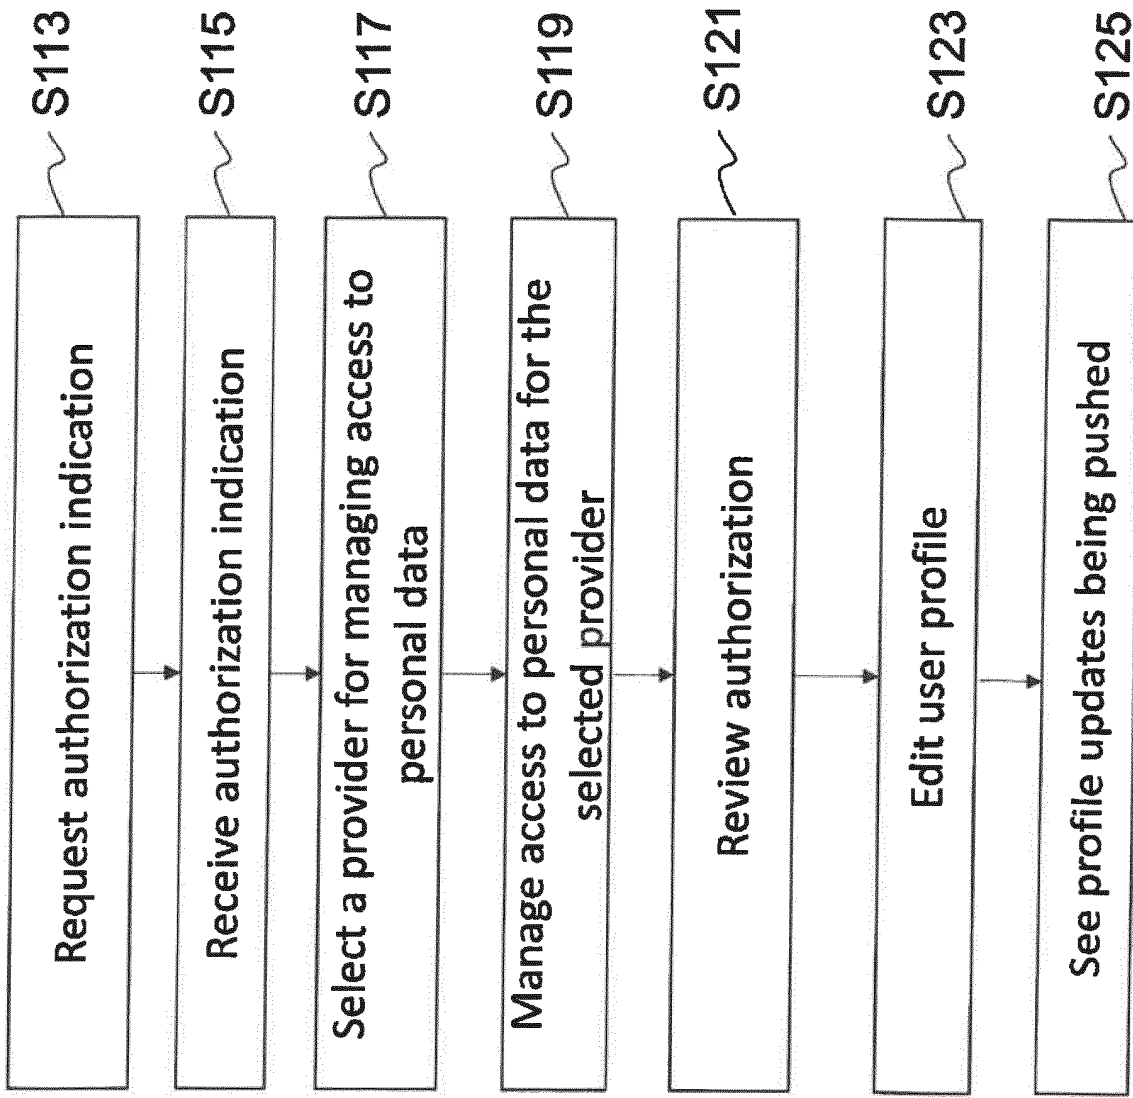 Request authorization indication
S113
Receive authorization indication
S115
Select a provider for managing access to
personal data
S117
Manage access to personal data for the
selected provider
S119
Review authorization
S121
Edit user profile
S123
See profile updates being pushed
S125